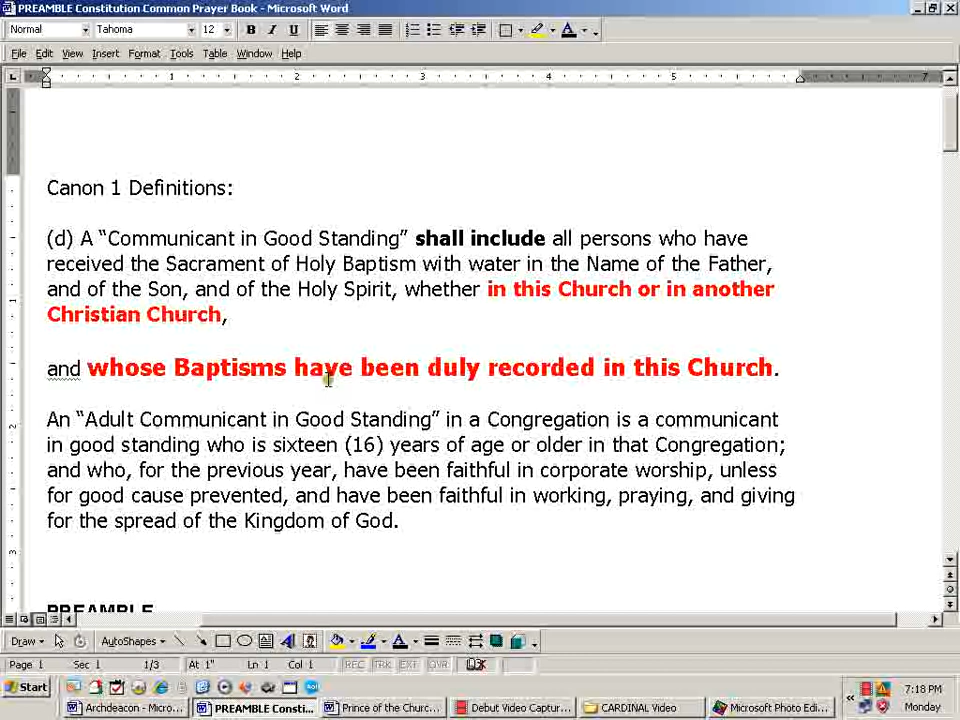 PREAMBLE Constitution Common Prayer Book - Microsoft Word
Normal Tahoma 12 B I U A
File Edit View Insert Format Tools Table Window Help
1 2 3 4 5 7
Canon 1 Definitions:
(d) A “Communicant in Good Standing” shall include all persons who have
received the Sacrament of Holy Baptism with water in the Name of the Father,
and of the Son, and of the Holy Spirit, whether in this Church or in another
Christian Church,
and whose Baptisms have been duly recorded in this Church.
An “Adult Communicant in Good Standing” in a Congregation is a communicant
in good standing who is sixteen (16) years of age or older in that Congregation;
and who, for the previous year, have been faithful in corporate worship, unless
for good cause prevented, and have been faithful in working, praying, and giving
for the spread of the Kingdom of God.
PREAMBLE
Draw AutoShapes A A
Page 1 Sec 1 1/3 At 1" Ln 1 Col 1 REC TRK EXT OVR
Start 7:18 PM
Archdeacon - Micro... PREAMBLE Consti... Prince of the Churc... Debut Video Captur... CARDINAL Video Microsoft Photo Edi... Monday